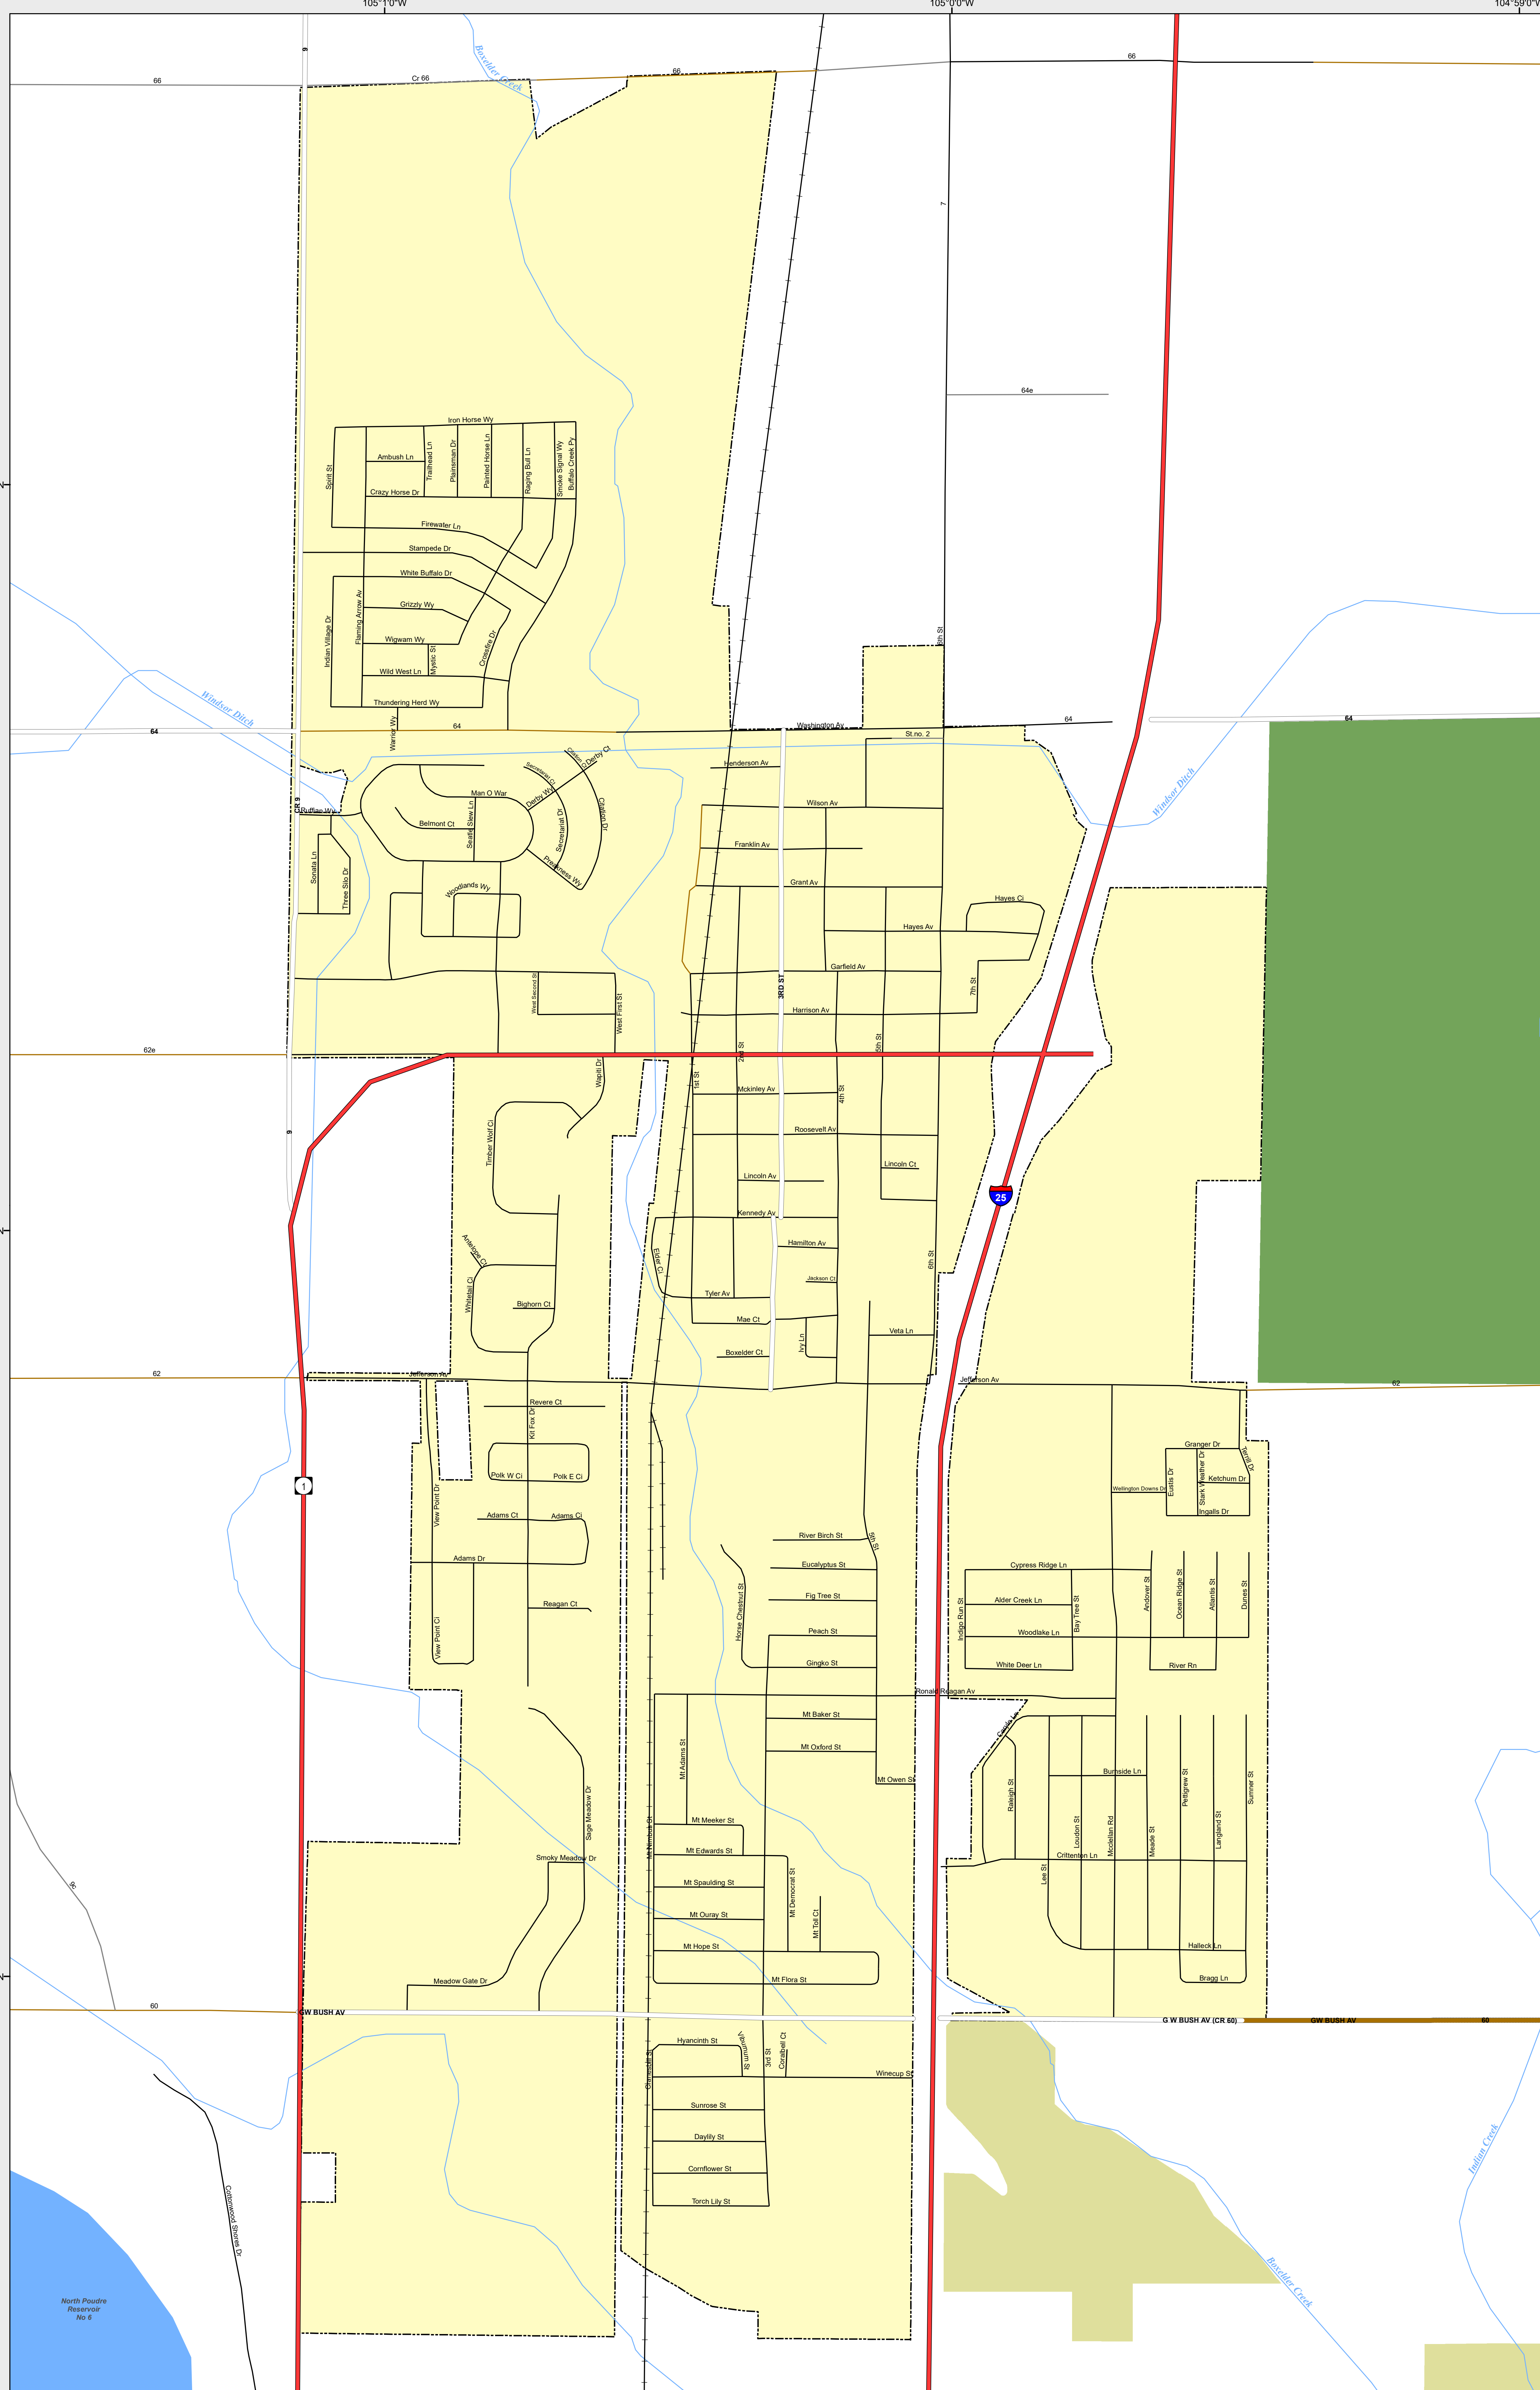 105°1'0"W
105°0'0"W
104°59'0"W
9
Boxelder Creek
66
Cr 66
66
66
7
64e
Iron Horse Wy
Spirit St
Ambush Ln
Trailhead Ln
Plainsman Dr
Painted Horse Ln
Raging Bull Ln
Smoke Signal Wy
Buffalo Creek Py
Crazy Horse Dr
Firewater Ln
Stampede Dr
White Buffalo Dr
Flaming Arrow Av
Grizzly Wy
Indian Village Dr
Wigwam Wy
Mystic St
Crossfire Dr
Wild West Ln
Thundering Herd Wy
Warrior Wy
6th St
Windsor Ditch
64
64
Washington Av
64
64
St.no. 2
Henderson Av
Citation Ct
Derby Ct
Secretariat Ct
Windsor Ditch
Man O War
Derby Wy
Citation Dr
CR 9
Ruffian Wy
Wilson Av
Belmont Ct
Seatle Slew Ln
Secretariat Dr
Franklin Av
Sonata Ln
Three Silo Dr
Preakness Wy
Woodlands Wy
Grant Av
Hayes Ci
Hayes Av
West Second St
West First St
3RD ST
Garfield Av
7th St
Harrison Av
62e
2nd St
5th St
Wapiti Dr
1st St
Mckinley Av
4th St
9
Timber Wolf Ci
Roosevelt Av
Lincoln Ct
Lincoln Av
25
Kennedy Av
Antelope Ct
Elder Ci
Hamilton Av
6th St
Whitetail Ci
Jackson Ct
Bighorn Ct
Tyler Av
Mae Ct
Ivy Ln
Veta Ln
Boxelder Ct
62
Jefferson Av
Jefferson Av
62
Revere Ct
Kit Fox Dr
Polk W Ci
Polk E Ci
Granger Dr
Terrill Dr
Eustis Dr
Stark Weather Dr
Ketchum Dr
Wellington Downs Dr
Ingalls Dr
1
View Point Dr
Adams Ct
Adams Ci
River Birch St
5th St
Adams Dr
Eucalyptus St
Cypress Ridge Ln
Horse Chestnut St
Fig Tree St
Indigo Run St
Alder Creek Ln
Bay Tree St
Andover St
Ocean Ridge St
Atlantis St
Dunes St
Reagan Ct
View Point Ci
Peach St
Woodlake Ln
Gingko St
White Deer Ln
River Rn
Ronald Reagan Av
Mt Baker St
Mt Adams St
Mt Oxford St
Mt Owen St
Raleigh St
Burnside Ln
Pettigrew St
Sumner St
Sage Meadow Dr
Mt Meeker St
Loudon St
Mcclellan Rd
Meade St
Langland St
Mt Edwards St
Smoky Meadow Dr
Crittenton Ln
Lee St
Mt Spaulding St
Mt Democrat St
Mt Ouray St
Mt Toll Ct
Mt Hope St
Halleck Ln
Mt Flora St
Bragg Ln
9c
Meadow Gate Dr
60
GW BUSH AV
G W BUSH AV (CR 60)
GW BUSH AV
60
Hyancinth St
3rd St
Coralbell Ct
Winecup St
Sunrose St
Daylily St
Cornflower St
Torch Lily St
Indian Creek
Cottonwood Shores Dr
Boxelder Creek
North Poudre
Reservoir
No 6